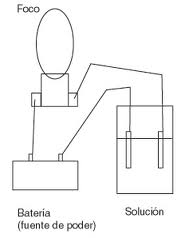 Foco
Batería
(fuente de poder)
Solución